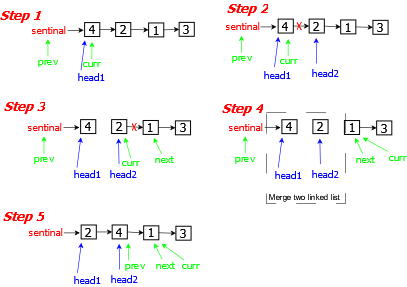 Step 1
sentinal 4 2 1 3
prev curr
head1
Step 2
sentinal 4 X 2 1 3
prev curr
head1 head2
Step 3
sentinal 4 2 X 1 3
prev curr next
head1 head2
Step 4
sentinal 4 2 1 3
prev next curr
head1 head2
Merge two linked list
Step 5
sentinal 2 4 1 3
prev next curr
head1 head2